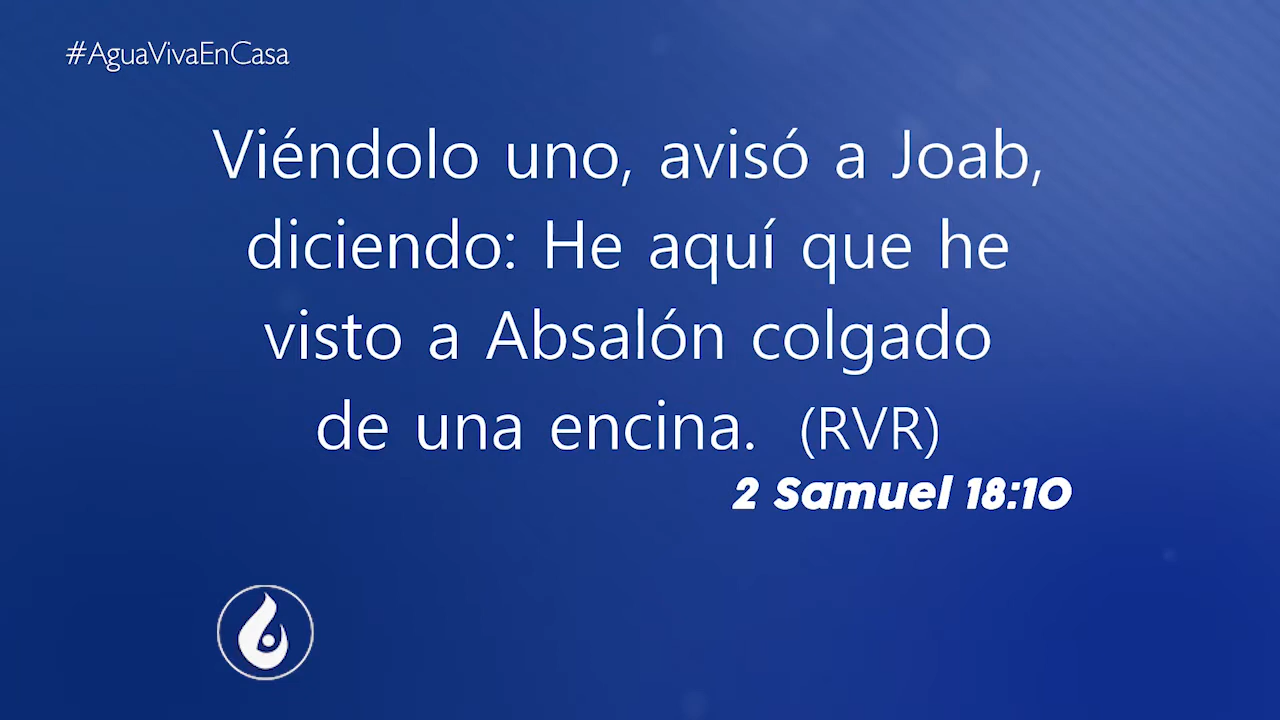 #AguaVivaEnCasa
Viéndolo uno, avisó a Joab,
diciendo: He aquí que he
visto a Absalón colgado
de una encina. (RVR)
2 Samuel 18:10